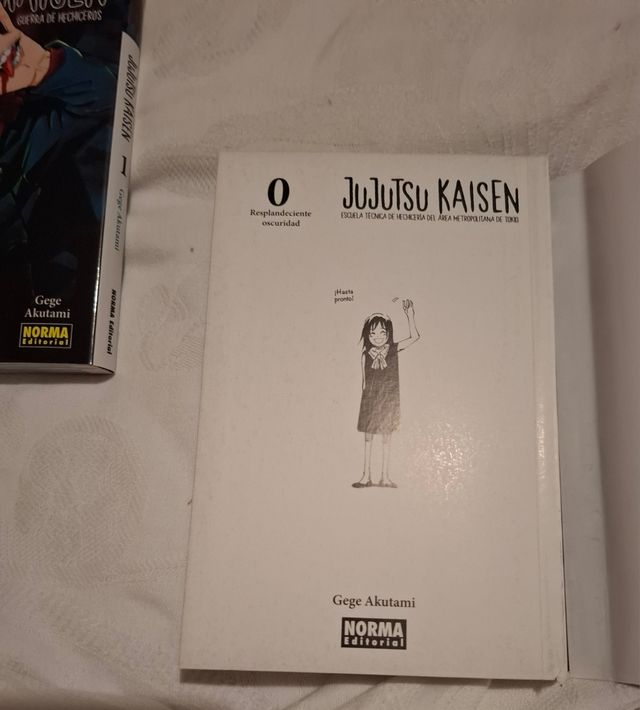 GUERRA DE HECHICEROS
JUJUTSU KAISEN 1 Gege Akutami NORMA Editorial
Gege
Akutami
NORMA
Editorial
0
Resplandeciente
oscuridad
JUJUTSU KAISEN
ESCUELA TÉCNICA DE HECHICERÍA DEL ÁREA METROPOLITANA DE TOKIO
¡Hasta
pronto!
Gege Akutami
NORMA
Editorial